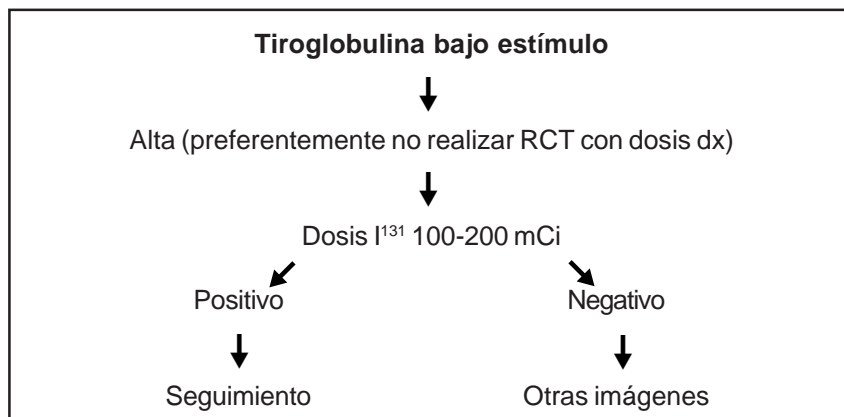 Tiroglobulina bajo estímulo
Alta (preferentemente no realizar RCT con dosis dx)
Dosis I¹³¹ 100-200 mCi
Positivo
Negativo
Seguimiento
Otras imágenes